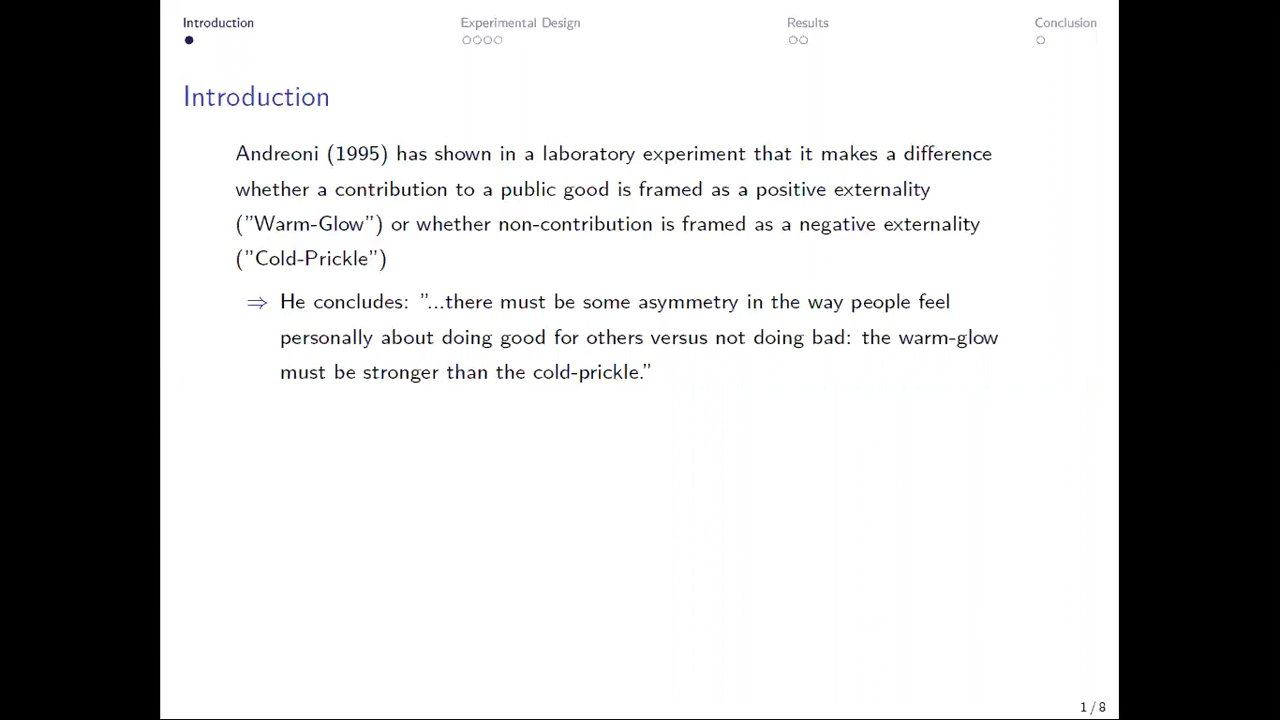 Introduction Experimental Design Results Conclusion
Introduction
Andreoni (1995) has shown in a laboratory experiment that it makes a difference
whether a contribution to a public good is framed as a positive externality
("Warm-Glow") or whether non-contribution is framed as a negative externality
("Cold-Prickle")
⇒ He concludes: "...there must be some asymmetry in the way people feel
personally about doing good for others versus not doing bad: the warm-glow
must be stronger than the cold-prickle."
1 / 8